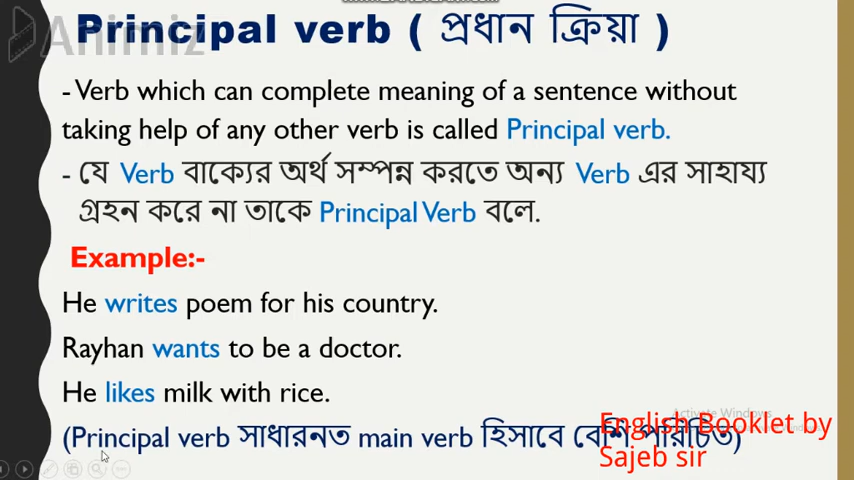 Animiz
Principal verb ( প্রধান ক্রিয়া )
- Verb which can complete meaning of a sentence without
taking help of any other verb is called Principal verb.
- যে Verb বাক্যের অর্থ সম্পন্ন করতে অন্য Verb এর সাহায্য
গ্রহন করে না তাকে Principal Verb বলে.
Example:-
He writes poem for his country.
Rayhan wants to be a doctor.
He likes milk with rice.
(Principal verb সাধারনত main verb হিসাবে বেশি পরিচিত)
Activate Windows
English Booklet by
Sajeb sir